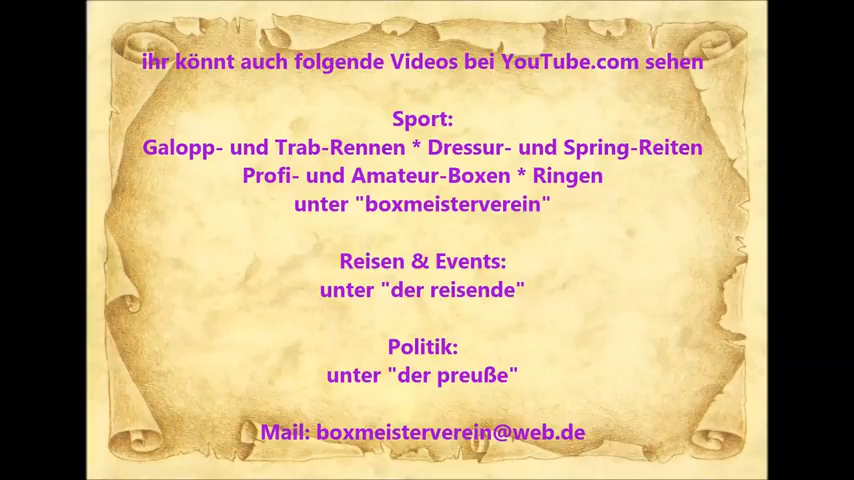 ihr könnt auch folgende Videos bei YouTube.com sehen
Sport:
Galopp- und Trab-Rennen * Dressur- und Spring-Reiten
Profi- und Amateur-Boxen * Ringen
unter "boxmeisterverein"
Reisen & Events:
unter "der reisende"
Politik:
unter "der preuße"
Mail: boxmeisterverein@web.de